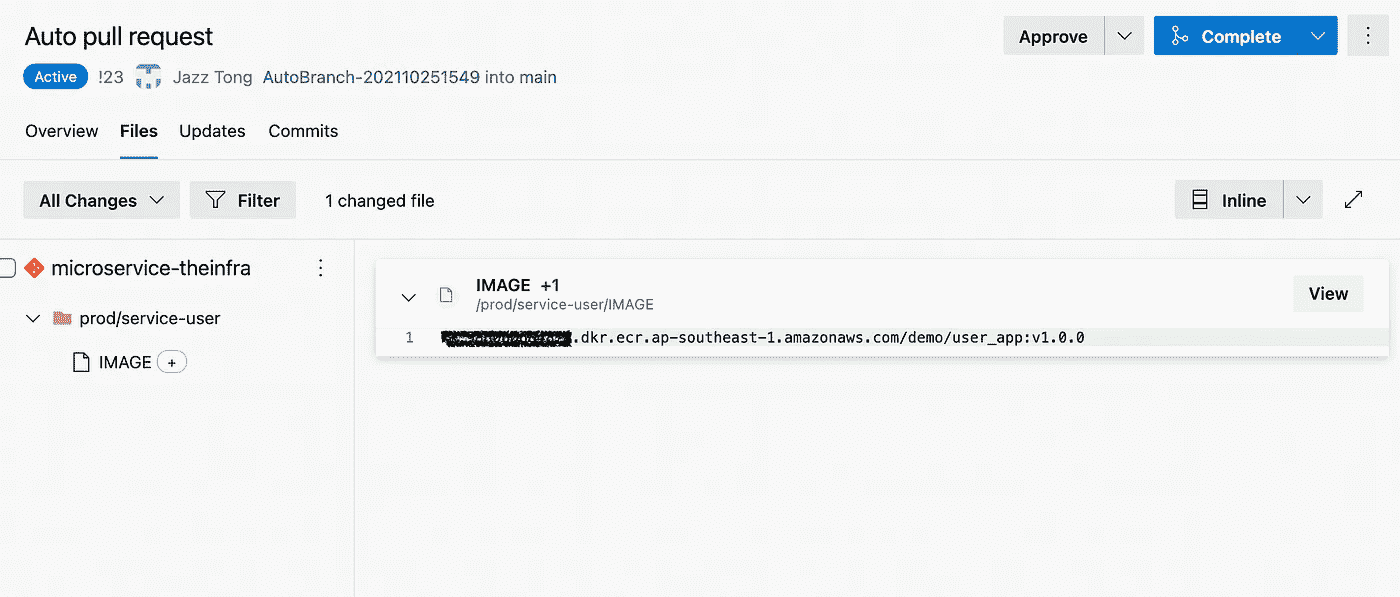 Auto pull request
Approve
Complete
Active !23 Jazz Tong AutoBranch-202110251549 into main
Overview Files Updates Commits
All Changes Filter 1 changed file Inline
microservice-theinfra
prod/service-user
IMAGE +
IMAGE +1
/prod/service-user/IMAGE
View
1 .dkr.ecr.ap-southeast-1.amazonaws.com/demo/user_app:v1.0.0